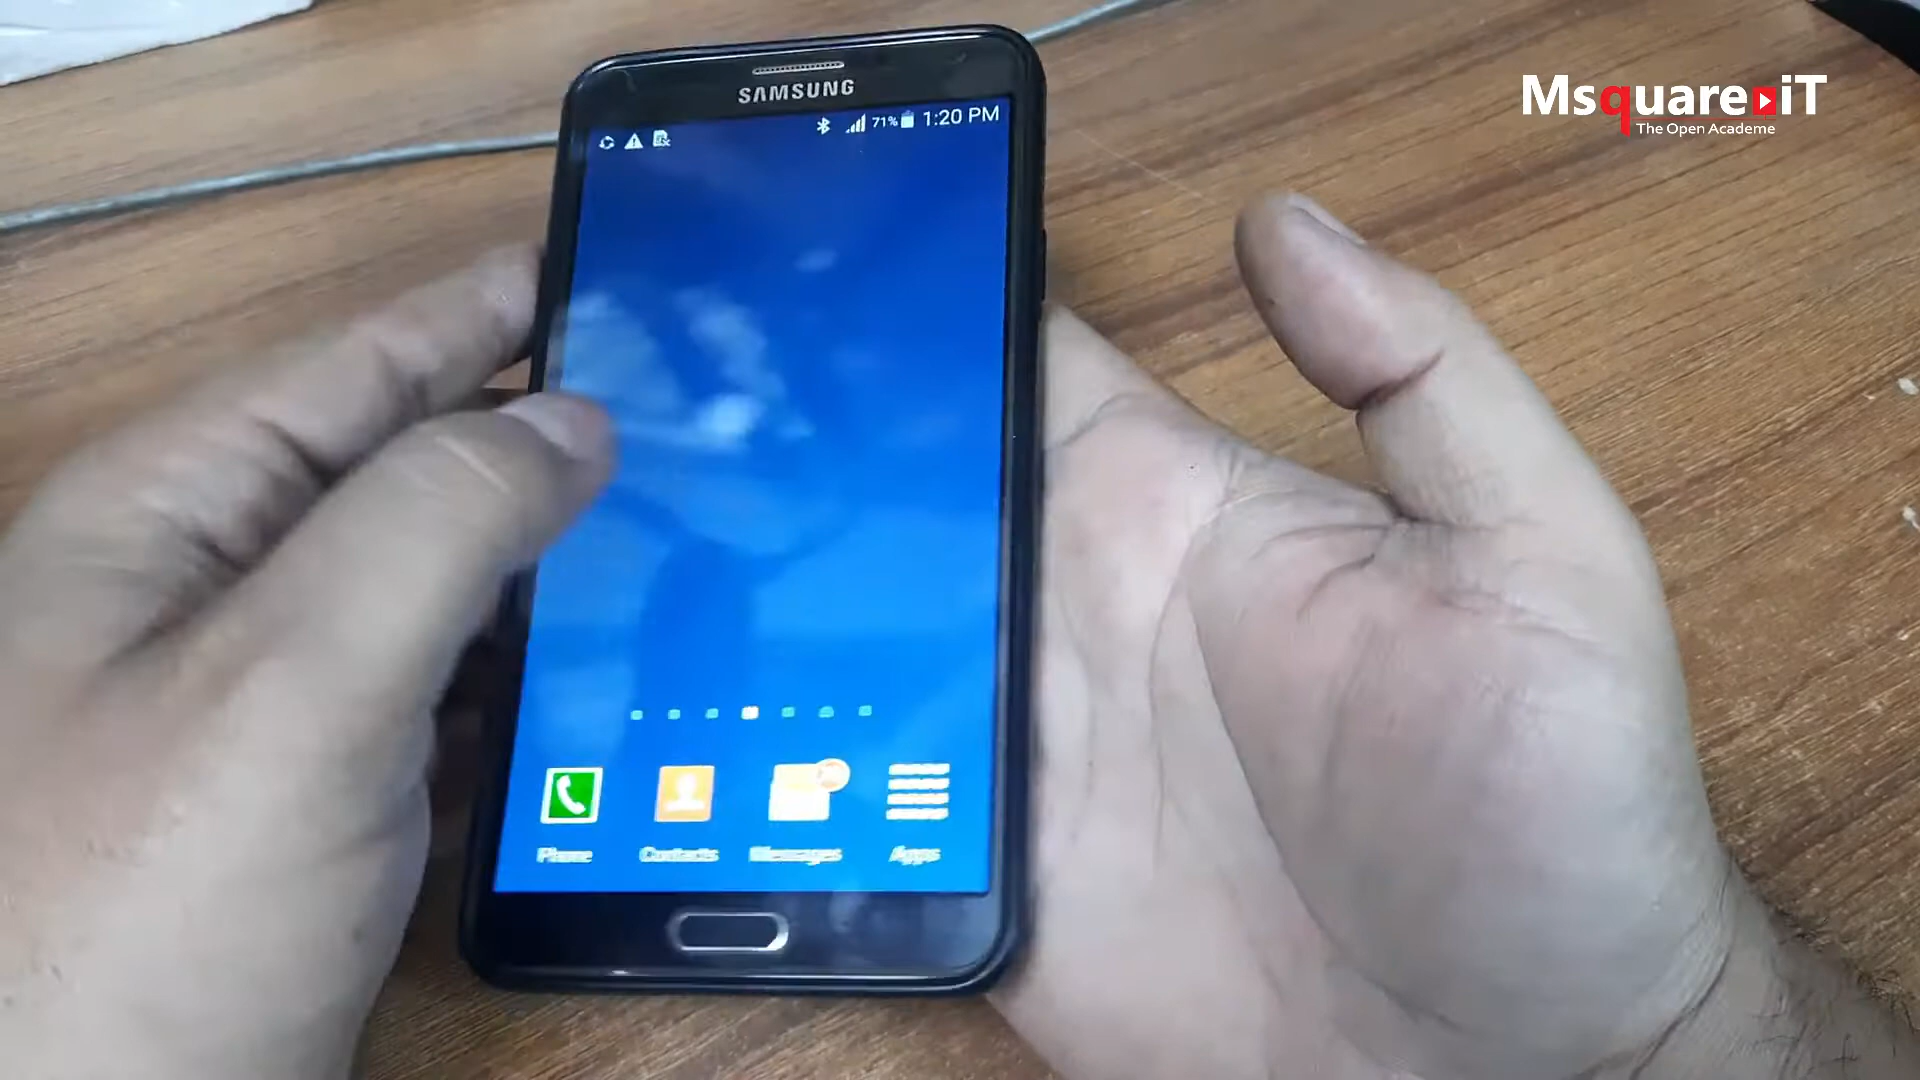 SAMSUNG
71% 1:20 PM
Msquare iT
The Open Academe
Phone Contacts Messages Apps